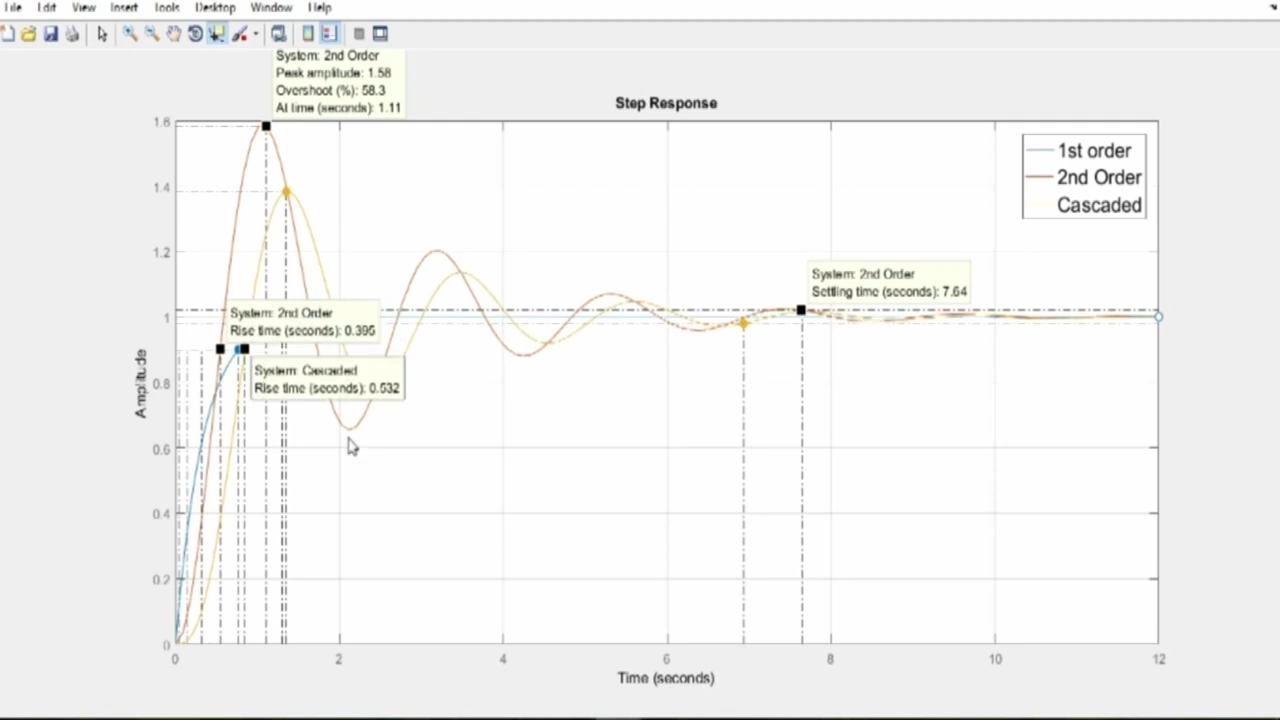 File Edit View Insert Tools Desktop Window Help
System: 2nd Order
Peak amplitude: 1.58
Overshoot (%): 58.3
At time (seconds): 1.11
Step Response
1st order
2nd Order
Cascaded
System: 2nd Order
Settling time (seconds): 7.64
System: 2nd Order
Rise time (seconds): 0.395
System: Cascaded
Rise time (seconds): 0.532
Amplitude
1.6
1.4
1.2
1
0.8
0.6
0.4
0.2
0
0 2 4 6 8 10 12
Time (seconds)